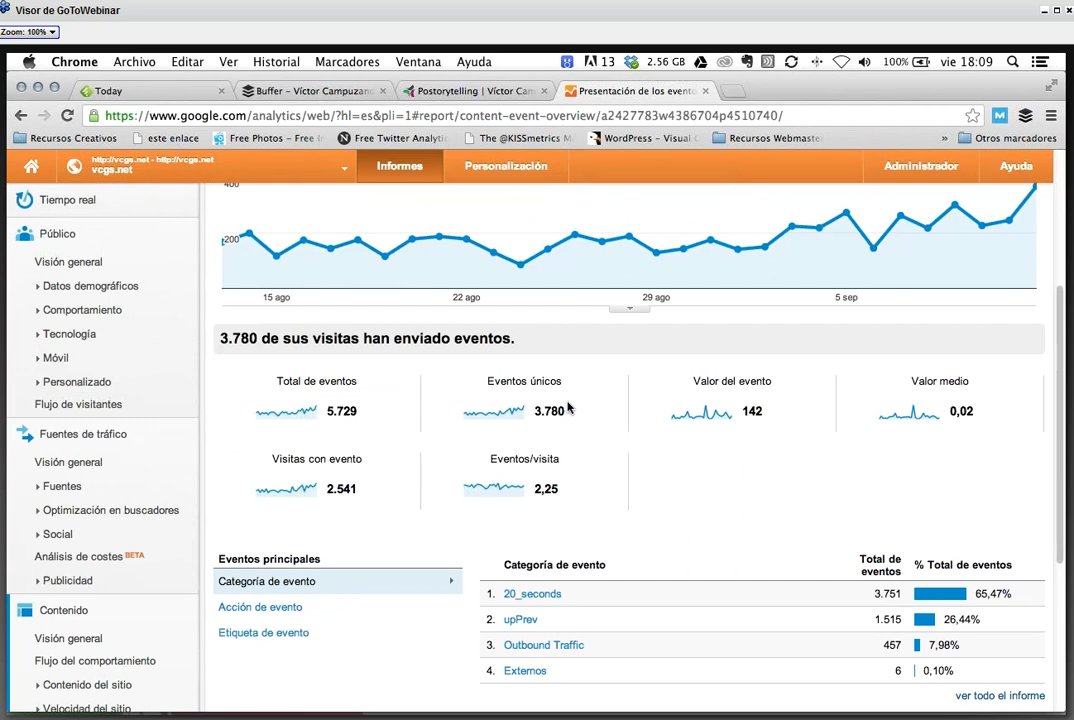 Visor de GoToWebinar
Zoom: 100%
Chrome Archivo Editar Ver Historial Marcadores Ventana Ayuda 13 2.56 GB 100% vie 18:09
Today Buffer – Víctor Campuzan Postorytelling | Víctor Cam Presentación de los evento
https://www.google.com/analytics/web/?hl=es&pli=1#report/content-event-overview/a2427783w4386704p4510740/
Recursos Creativos este enlace Free Photos - Free In Free Twitter Analytic The @KISSmetrics M WordPress – Visual C Recursos Webmaster » Otros marcadores
http://vcgs.net - http://vcgs.net
vcgs.net
Informes Personalización Administrador Ayuda
Tiempo real
Público
Visión general
Datos demográficos
Comportamiento
Tecnología
Móvil
Personalizado
Flujo de visitantes
Fuentes de tráfico
Visión general
Fuentes
Optimización en buscadores
Social
Análisis de costes BETA
Publicidad
Contenido
Visión general
Flujo del comportamiento
Contenido del sitio
Velocidad del sitio
400
200
15 ago 22 ago 29 ago 5 sep
3.780 de sus visitas han enviado eventos.
Total de eventos Eventos únicos Valor del evento Valor medio
5.729 3.780 142 0,02
Visitas con evento Eventos/visita
2.541 2,25
Eventos principales
Categoría de evento
Acción de evento
Etiqueta de evento
Categoría de evento Total de eventos % Total de eventos
1. 20_seconds 3.751 65,47%
2. upPrev 1.515 26,44%
3. Outbound Traffic 457 7,98%
4. Externos 6 0,10%
ver todo el informe